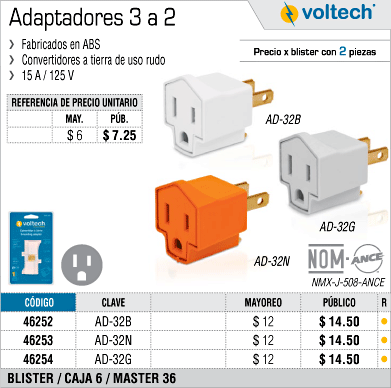 Adaptadores 3 a 2
voltech®
Fabricados en ABS
Convertidores a tierra de uso rudo
15 A / 125 V
Precio x blister con 2 piezas
REFERENCIA DE PRECIO UNITARIO
MAY. PÚB.
$ 6 $ 7.25
AD-32B
AD-32G
AD-32N
voltech
NOM-ANCE
NMX-J-508-ANCE
CÓDIGO CLAVE MAYOREO PÚBLICO R
46252 AD-32B $ 12 $ 14.50
46253 AD-32N $ 12 $ 14.50
46254 AD-32G $ 12 $ 14.50
BLISTER / CAJA 6 / MASTER 36